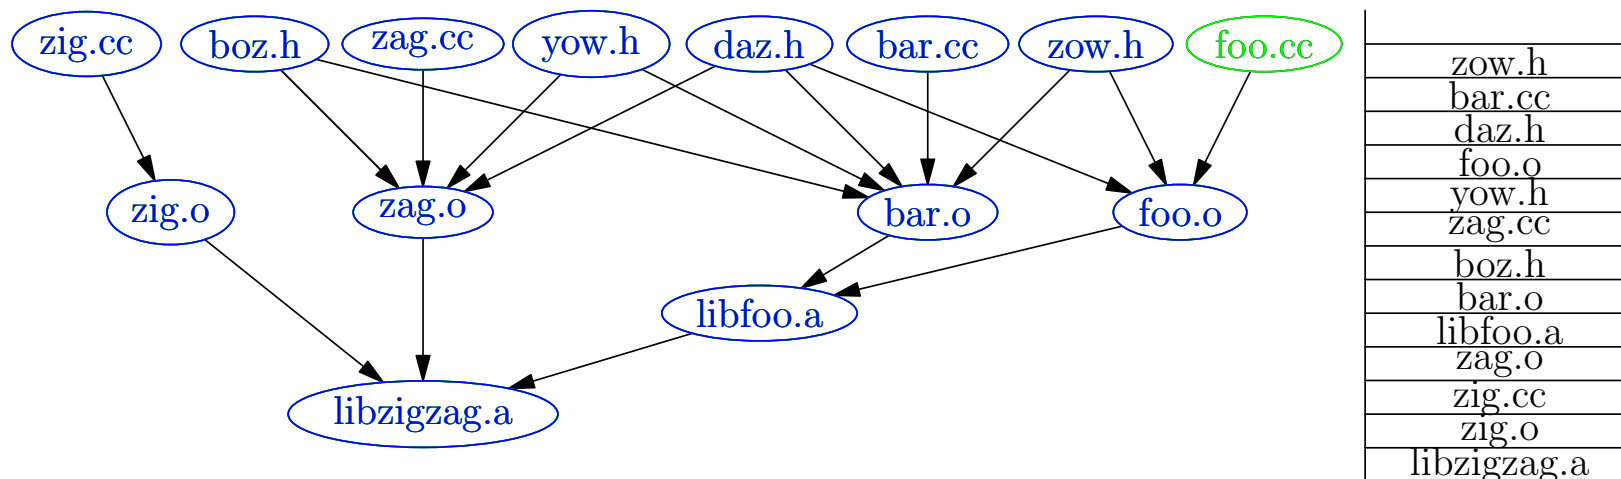 zig.cc boz.h zag.cc yow.h daz.h bar.cc zow.h foo.cc
zig.o zag.o bar.o foo.o
libfoo.a
libzigzag.a
zow.h
bar.cc
daz.h
foo.o
yow.h
zag.cc
boz.h
bar.o
libfoo.a
zag.o
zig.cc
zig.o
libzigzag.a